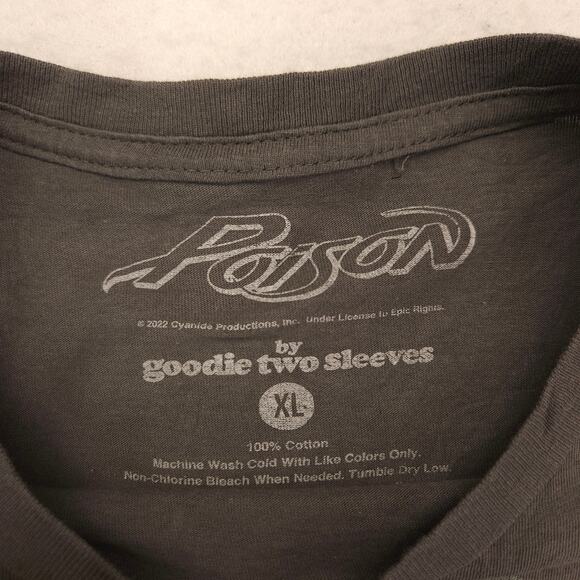 Poison
© 2022 Cyanide Productions, Inc. Under License to Epic Rights.
by
goodie two sleeves
XL
100% Cotton
Machine Wash Cold With Like Colors Only.
Non-Chlorine Bleach When Needed. Tumble Dry Low.